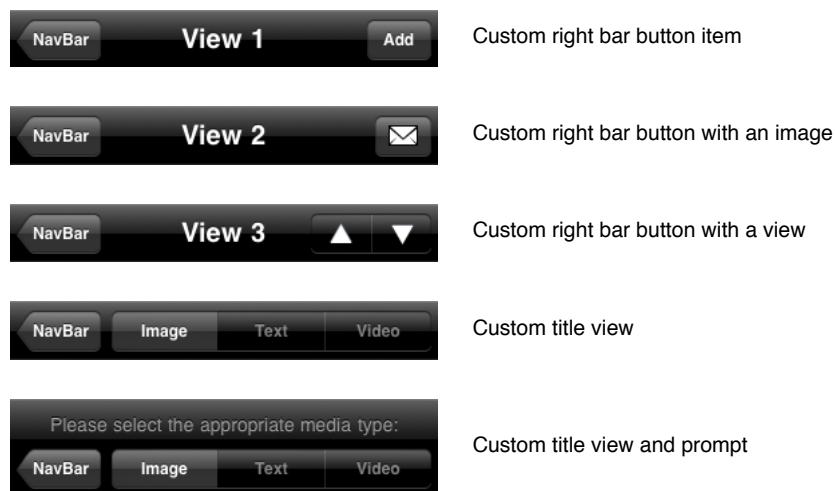 NavBar View 1 Add Custom right bar button item
NavBar View 2 Custom right bar button with an image
NavBar View 3 Custom right bar button with a view
NavBar Image Text Video Custom title view
Please select the appropriate media type:
Custom title view and prompt
NavBar Image Text Video